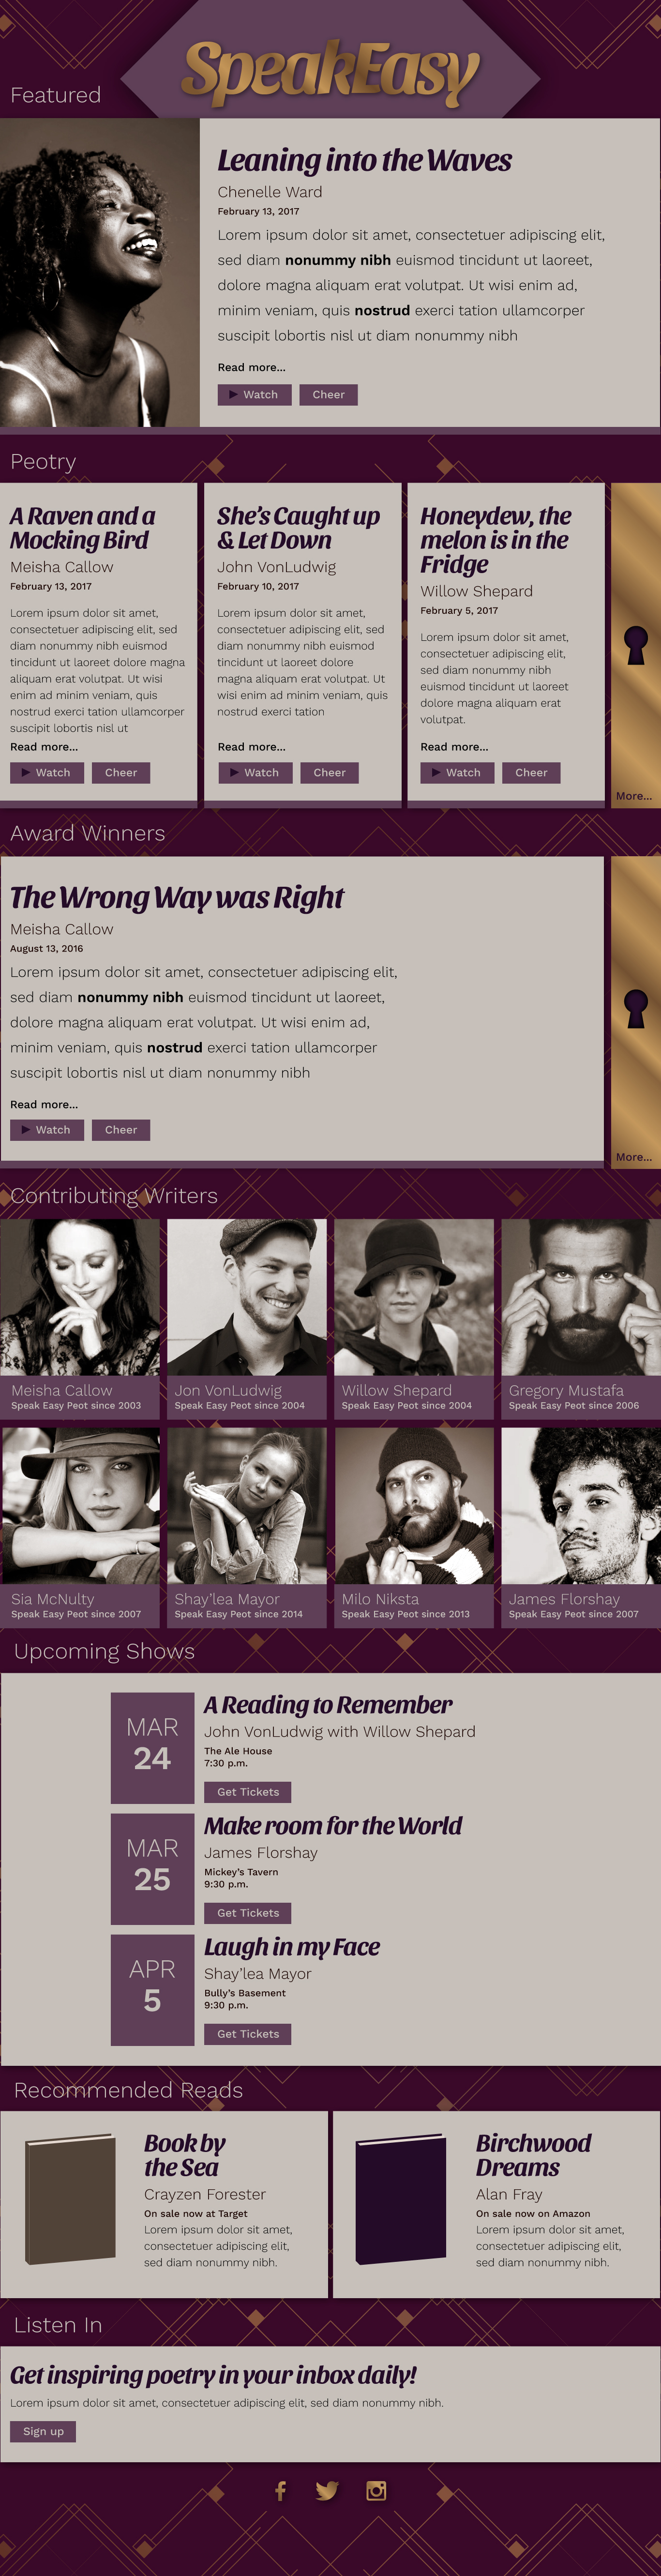 SpeakEasy
Featured
Leaning into the Waves
Chenelle Ward
February 13, 2017
Lorem ipsum dolor sit amet, consectetuer adipiscing elit,
sed diam nonummy nibh euismod tincidunt ut laoreet,
dolore magna aliquam erat volutpat. Ut wisi enim ad,
minim veniam, quis nostrud exerci tation ullamcorper
suscipit lobortis nisl ut diam nonummy nibh
Read more...
Watch
Cheer
Peotry
A Raven and a
Mocking Bird
Meisha Callow
February 13, 2017
Lorem ipsum dolor sit amet,
consectetuer adipiscing elit, sed
diam nonummy nibh euismod
tincidunt ut laoreet dolore magna
aliquam erat volutpat. Ut wisi
enim ad minim veniam, quis
nostrud exerci tation ullamcorper
suscipit lobortis nisl ut
Read more...
Watch
Cheer
She's Caught up
& Let Down
John VonLudwig
February 10, 2017
Lorem ipsum dolor sit amet,
consectetuer adipiscing elit, sed
diam nonummy nibh euismod
tincidunt ut laoreet dolore
magna aliquam erat volutpat. Ut
wisi enim ad minim veniam, quis
nostrud exerci tation
Read more...
Watch
Cheer
Honeydew, the
melon is in the
Fridge
Willow Shepard
February 5, 2017
Lorem ipsum dolor sit amet,
consectetuer adipiscing elit,
sed diam nonummy nibh
euismod tincidunt ut laoreet
dolore magna aliquam erat
volutpat.
Read more...
Watch
Cheer
More...
Award Winners
The Wrong Way was Right
Meisha Callow
August 13, 2016
Lorem ipsum dolor sit amet, consectetuer adipiscing elit,
sed diam nonummy nibh euismod tincidunt ut laoreet,
dolore magna aliquam erat volutpat. Ut wisi enim ad,
minim veniam, quis nostrud exerci tation ullamcorper
suscipit lobortis nisl ut diam nonummy nibh
Read more...
Watch
Cheer
More...
Contributing Writers
Meisha Callow
Speak Easy Peot since 2003
Jon VonLudwig
Speak Easy Peot since 2004
Willow Shepard
Speak Easy Peot since 2004
Gregory Mustafa
Speak Easy Peot since 2006
Sia McNulty
Speak Easy Peot since 2007
Shay'lea Mayor
Speak Easy Peot since 2014
Milo Niksta
Speak Easy Peot since 2013
James Florshay
Speak Easy Peot since 2007
Upcoming Shows
MAR
24
A Reading to Remember
John VonLudwig with Willow Shepard
The Ale House
7:30 p.m.
Get Tickets
MAR
25
Make room for the World
James Florshay
Mickey's Tavern
9:30 p.m.
Get Tickets
APR
5
Laugh in my Face
Shay'lea Mayor
Bully's Basement
9:30 p.m.
Get Tickets
Recommended Reads
Book by
the Sea
Crayzen Forester
On sale now at Target
Lorem ipsum dolor sit amet,
consectetuer adipiscing elit,
sed diam nonummy nibh.
Birchwood
Dreams
Alan Fray
On sale now on Amazon
Lorem ipsum dolor sit amet,
consectetuer adipiscing elit,
sed diam nonummy nibh.
Listen In
Get inspiring poetry in your inbox daily!
Lorem ipsum dolor sit amet, consectetuer adipiscing elit, sed diam nonummy nibh.
Sign up